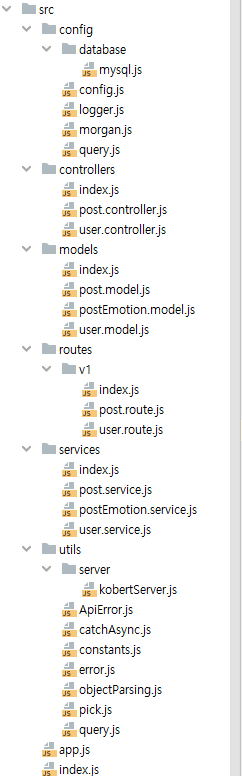 src
config
database
mysql.js
config.js
logger.js
morgan.js
query.js
controllers
index.js
post.controller.js
user.controller.js
models
index.js
post.model.js
postEmotion.model.js
user.model.js
routes
v1
index.js
post.route.js
user.route.js
services
index.js
post.service.js
postEmotion.service.js
user.service.js
utils
server
kobertServer.js
ApiError.js
catchAsync.js
constants.js
error.js
objectParsing.js
pick.js
query.js
app.js
index.js